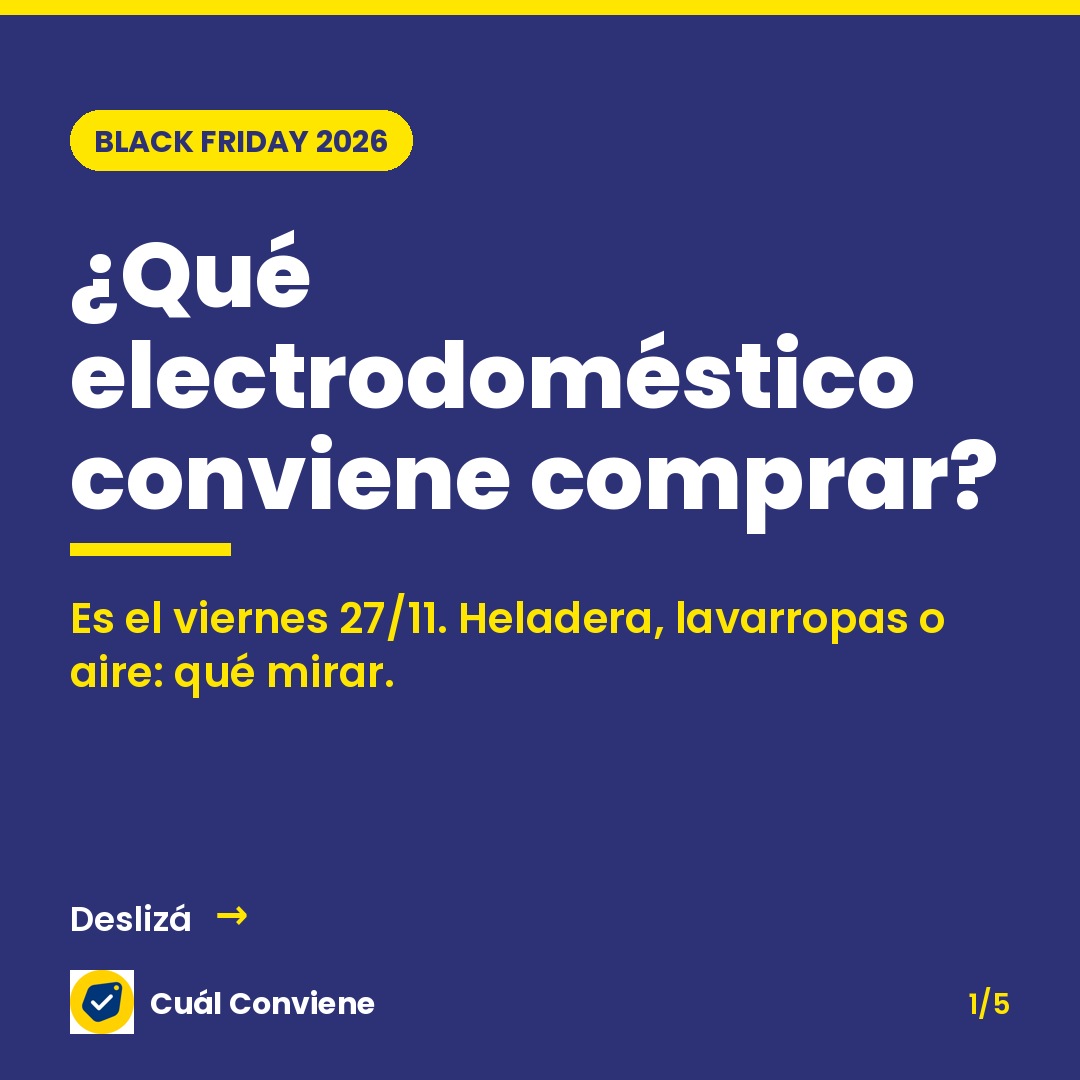 BLACK FRIDAY 2026
¿Qué
electrodoméstico
conviene comprar?
Es el viernes 27/11. Heladera, lavarropas o
aire: qué mirar.
Deslizá →
Cuál Conviene
1/5